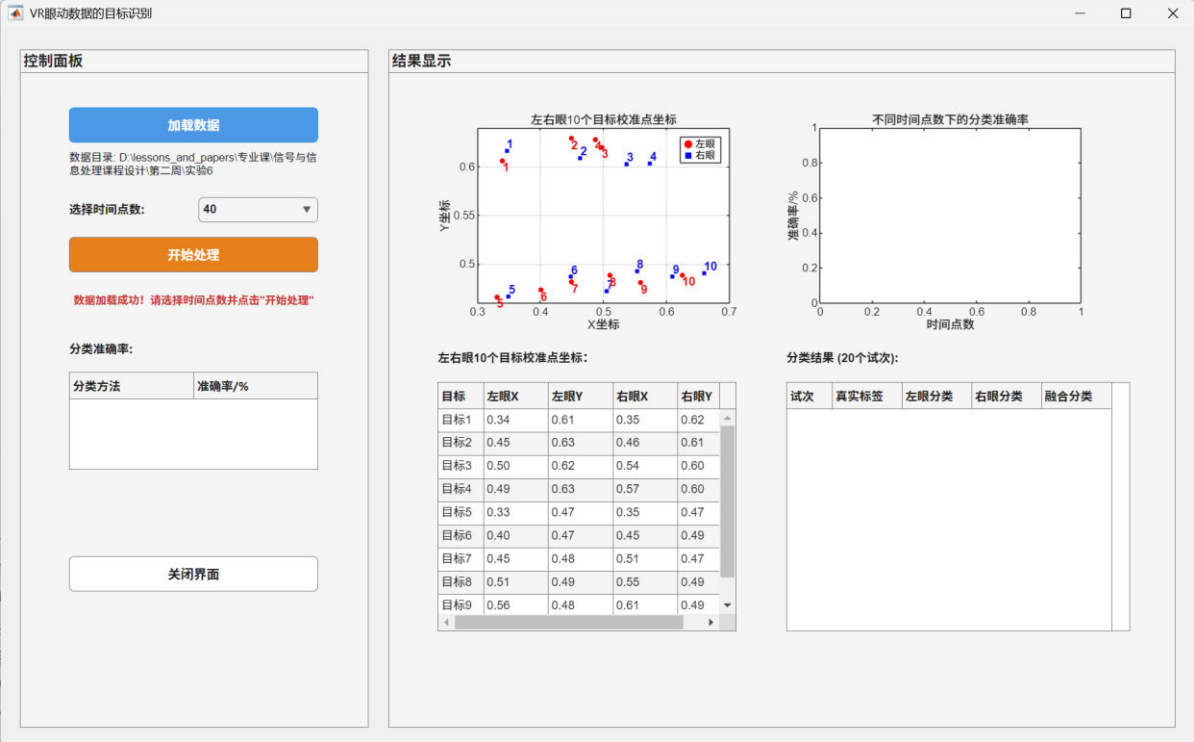 VR眼动数据的目标识别
控制面板
加载数据
数据目录: D:\lessons_and_papers\专业课\信号与信
息处理课程设计\第二周\实验6
选择时间点数:
40
开始处理
数据加载成功！请选择时间点数并点击"开始处理"
分类准确率:
分类方法 准确率/%
关闭界面
结果显示
左右眼10个目标校准点坐标
左眼
右眼
Y坐标
0.6
0.55
0.5
0.3 0.4 0.5 0.6 0.7
X坐标
1 2 3 4 5 6 7 8 9 10
1 2 3 4 5 6 7 8 9 10
不同时间点数下的分类准确率
准确率/%
1
0.8
0.6
0.4
0.2
0
0 0.2 0.4 0.6 0.8 1
时间点数
左右眼10个目标校准点坐标:
目标 左眼X 左眼Y 右眼X 右眼Y
目标1 0.34 0.61 0.35 0.62
目标2 0.45 0.63 0.46 0.61
目标3 0.50 0.62 0.54 0.60
目标4 0.49 0.63 0.57 0.60
目标5 0.33 0.47 0.35 0.47
目标6 0.40 0.47 0.45 0.49
目标7 0.45 0.48 0.51 0.47
目标8 0.51 0.49 0.55 0.49
目标9 0.56 0.48 0.61 0.49
分类结果 (20个试次):
试次 真实标签 左眼分类 右眼分类 融合分类